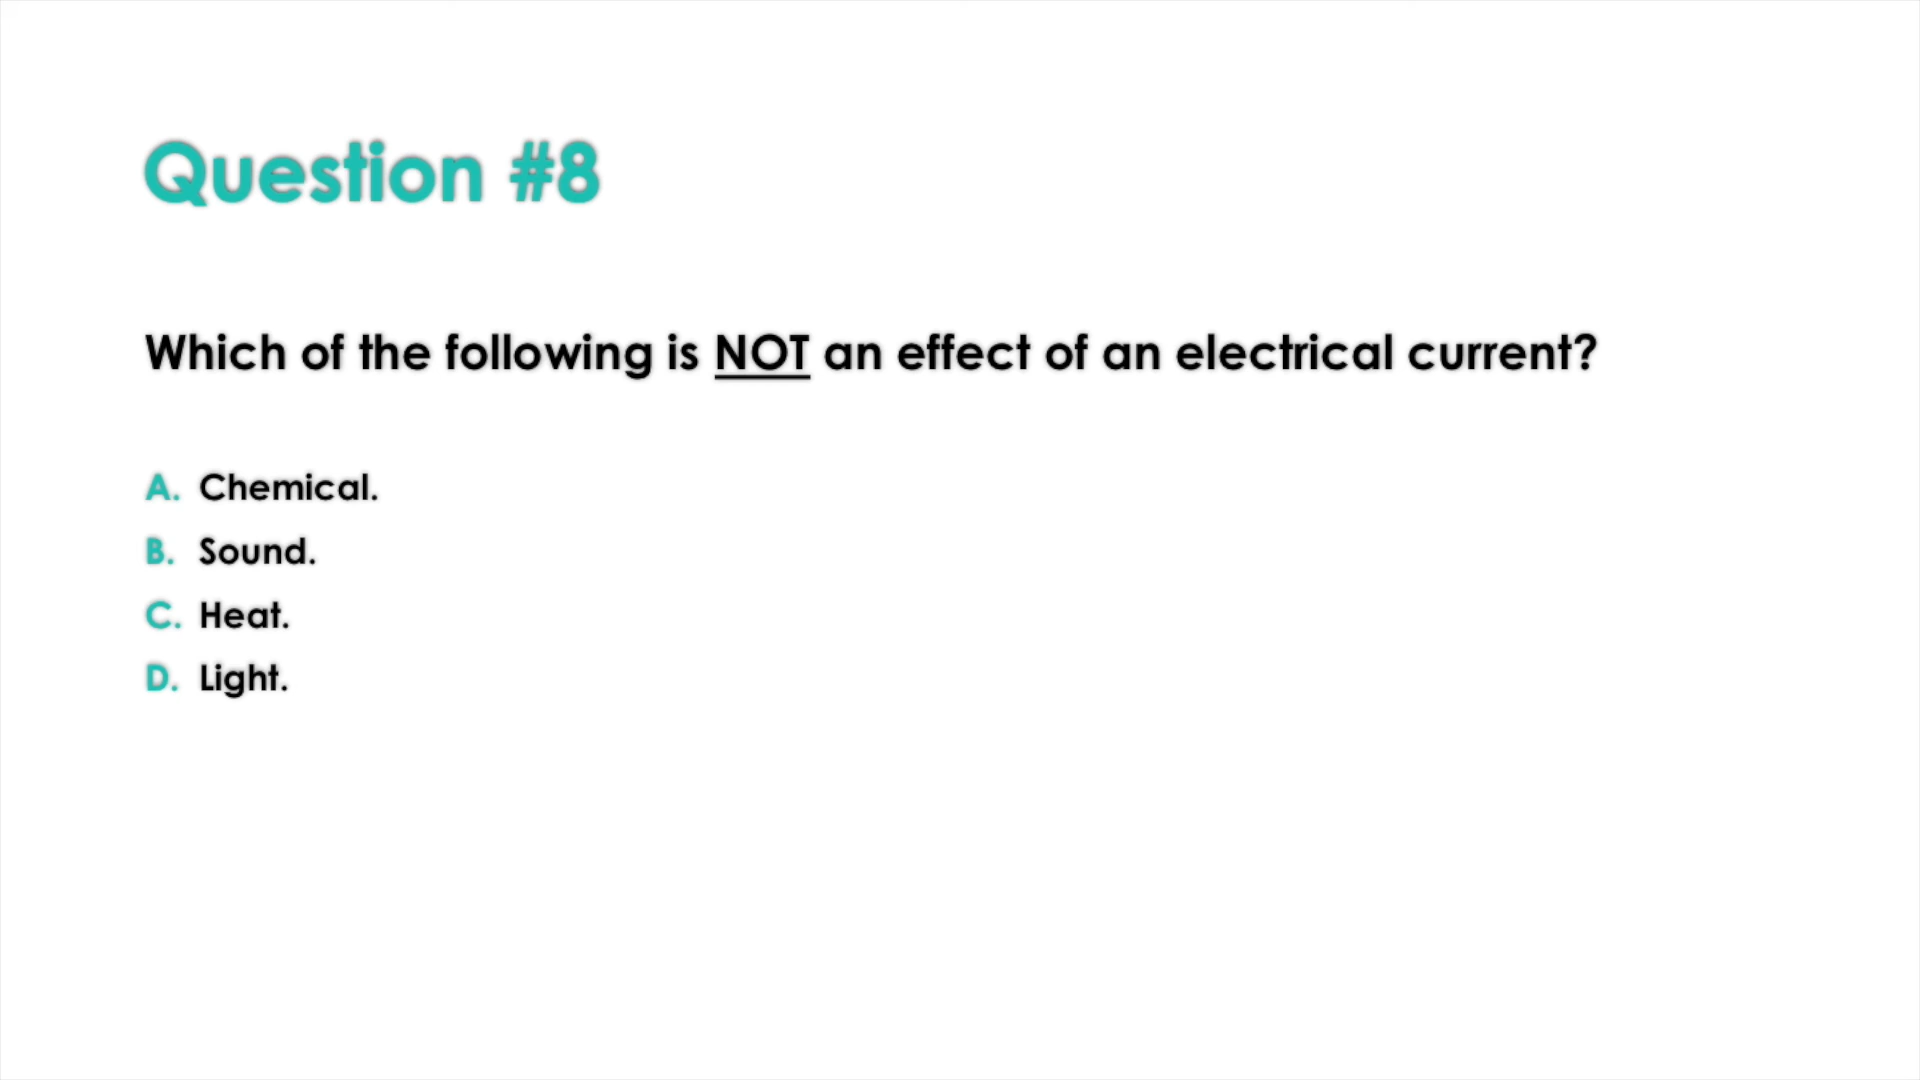 Question #8
Which of the following is NOT an effect of an electrical current?
A. Chemical.
B. Sound.
C. Heat.
D. Light.